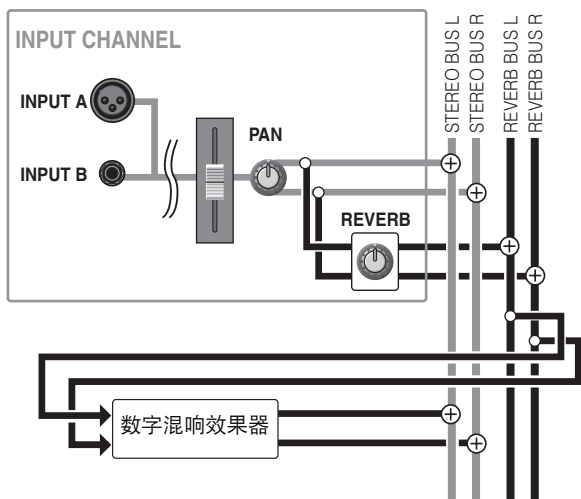 INPUT CHANNEL
INPUT A
INPUT B
PAN
REVERB
STEREO BUS L
STEREO BUS R
REVERB BUS L
REVERB BUS R
数字混响效果器